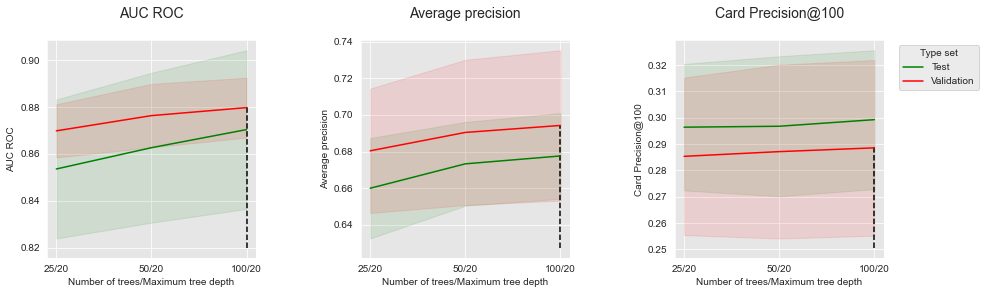 AUC ROC
AUC ROC
0.90
0.88
0.86
0.84
0.82
25/20 50/20 100/20
Number of trees/Maximum tree depth
Average precision
Average precision
0.74
0.72
0.70
0.68
0.66
0.64
25/20 50/20 100/20
Number of trees/Maximum tree depth
Card Precision@100
Card Precision@100
0.32
0.31
0.30
0.29
0.28
0.27
0.26
0.25
25/20 50/20 100/20
Number of trees/Maximum tree depth
Type set
Test
Validation